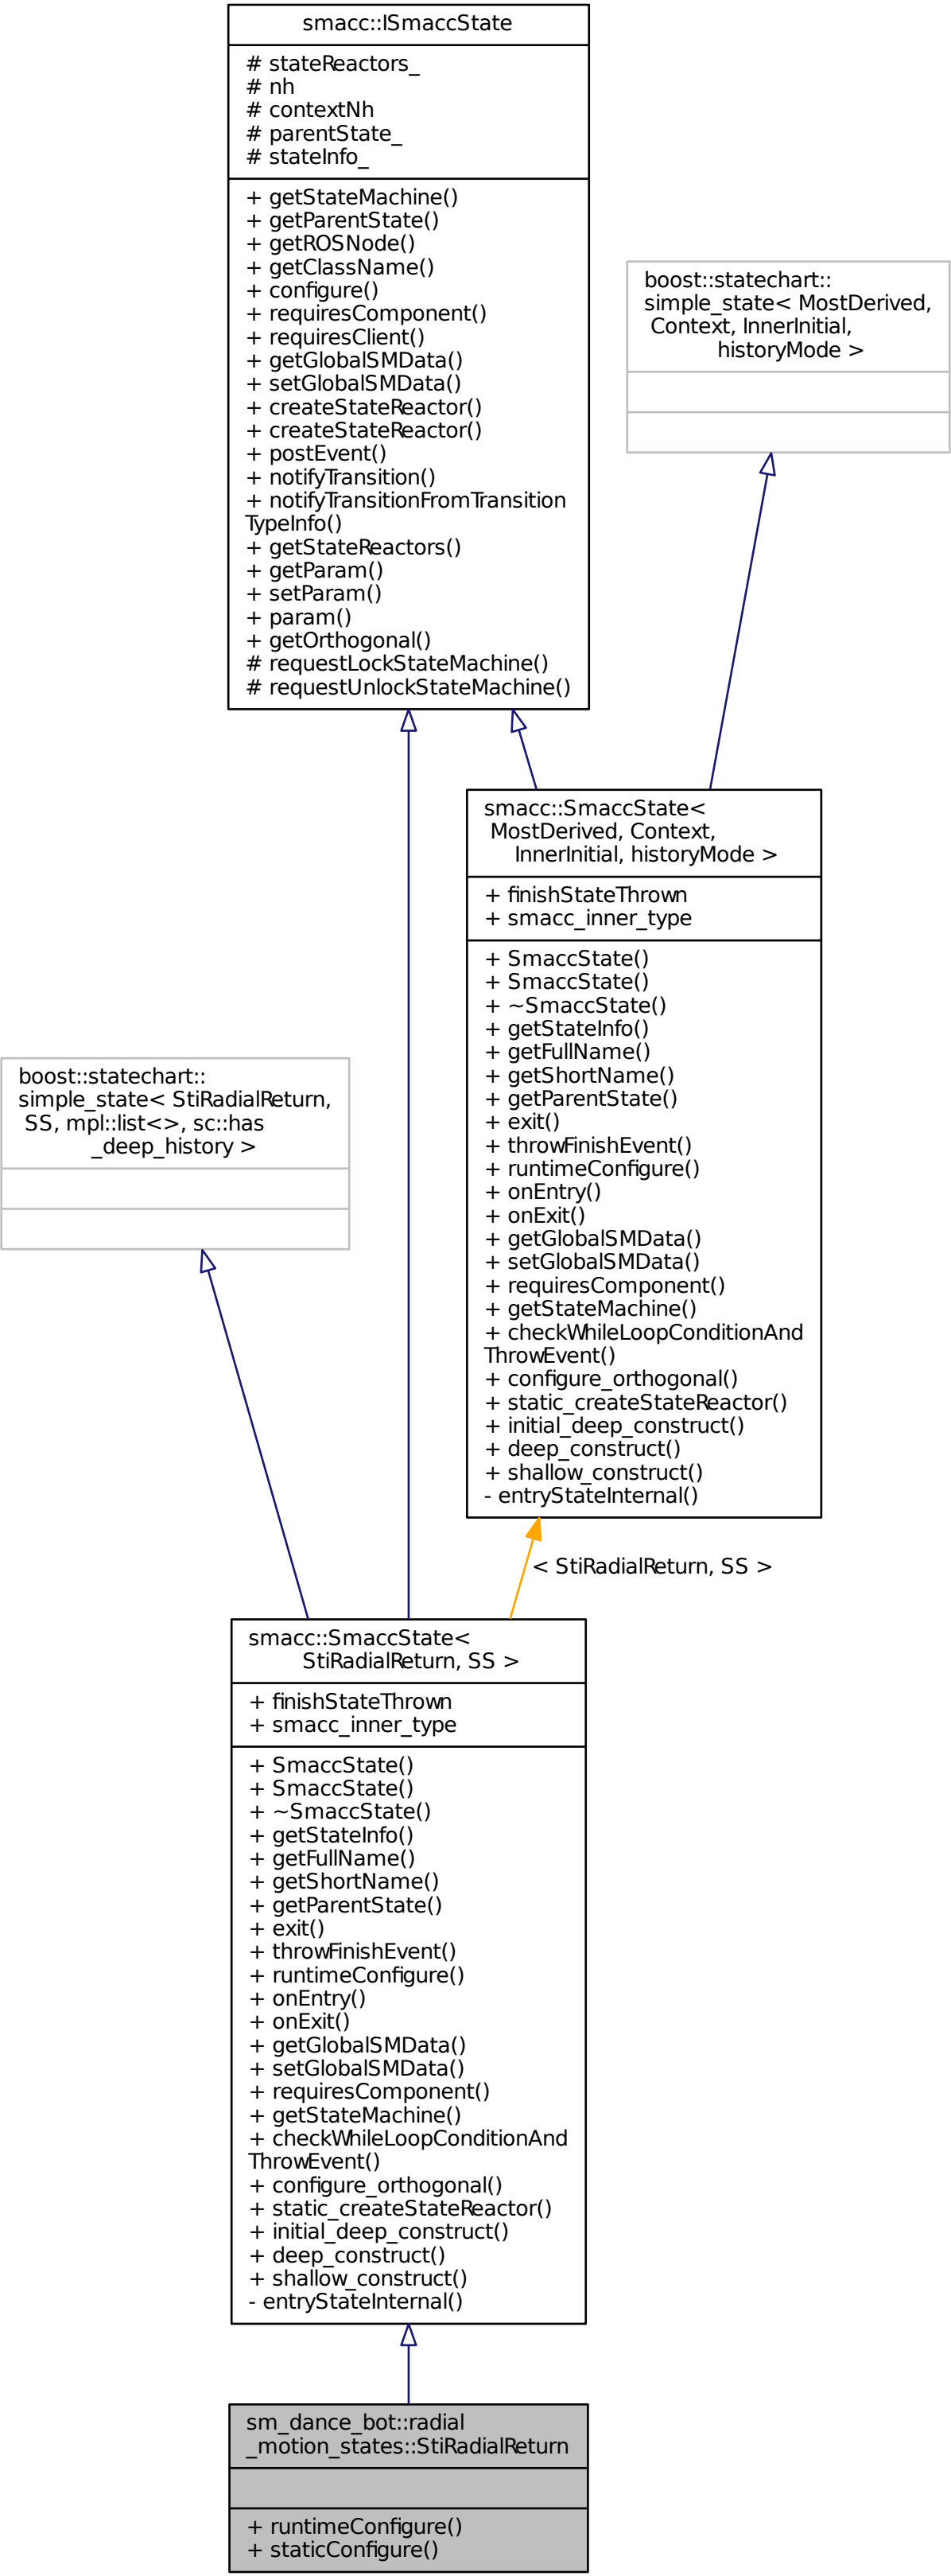 smacc::ISmaccState
# stateReactors_
# nh
# contextNh
# parentState_
# stateInfo_
+ getStateMachine()
+ getParentState()
+ getROSNode()
+ getClassName()
+ configure()
+ requiresComponent()
+ requiresClient()
+ getGlobalSMData()
+ setGlobalSMData()
+ createStateReactor()
+ createStateReactor()
+ postEvent()
+ notifyTransition()
+ notifyTransitionFromTransition
TypeInfo()
+ getStateReactors()
+ getParam()
+ setParam()
+ param()
+ getOrthogonal()
# requestLockStateMachine()
# requestUnlockStateMachine()
boost::statechart::
simple_state< MostDerived,
Context, InnerInitial,
historyMode >
smacc::SmaccState<
MostDerived, Context,
InnerInitial, historyMode >
+ finishStateThrown
+ smacc_inner_type
+ SmaccState()
+ SmaccState()
+ ~SmaccState()
+ getStateInfo()
+ getFullName()
+ getShortName()
+ getParentState()
+ exit()
+ throwFinishEvent()
+ runtimeConfigure()
+ onEntry()
+ onExit()
+ getGlobalSMData()
+ setGlobalSMData()
+ requiresComponent()
+ getStateMachine()
+ checkWhileLoopConditionAnd
ThrowEvent()
+ configure_orthogonal()
+ static_createStateReactor()
+ initial_deep_construct()
+ deep_construct()
+ shallow_construct()
- entryStateInternal()
boost::statechart::
simple_state< StiRadialReturn,
SS, mpl::list<>, sc::has
_deep_history >
< StiRadialReturn, SS >
smacc::SmaccState<
StiRadialReturn, SS >
+ finishStateThrown
+ smacc_inner_type
+ SmaccState()
+ SmaccState()
+ ~SmaccState()
+ getStateInfo()
+ getFullName()
+ getShortName()
+ getParentState()
+ exit()
+ throwFinishEvent()
+ runtimeConfigure()
+ onEntry()
+ onExit()
+ getGlobalSMData()
+ setGlobalSMData()
+ requiresComponent()
+ getStateMachine()
+ checkWhileLoopConditionAnd
ThrowEvent()
+ configure_orthogonal()
+ static_createStateReactor()
+ initial_deep_construct()
+ deep_construct()
+ shallow_construct()
- entryStateInternal()
sm_dance_bot::radial
_motion_states::StiRadialReturn
+ runtimeConfigure()
+ staticConfigure()